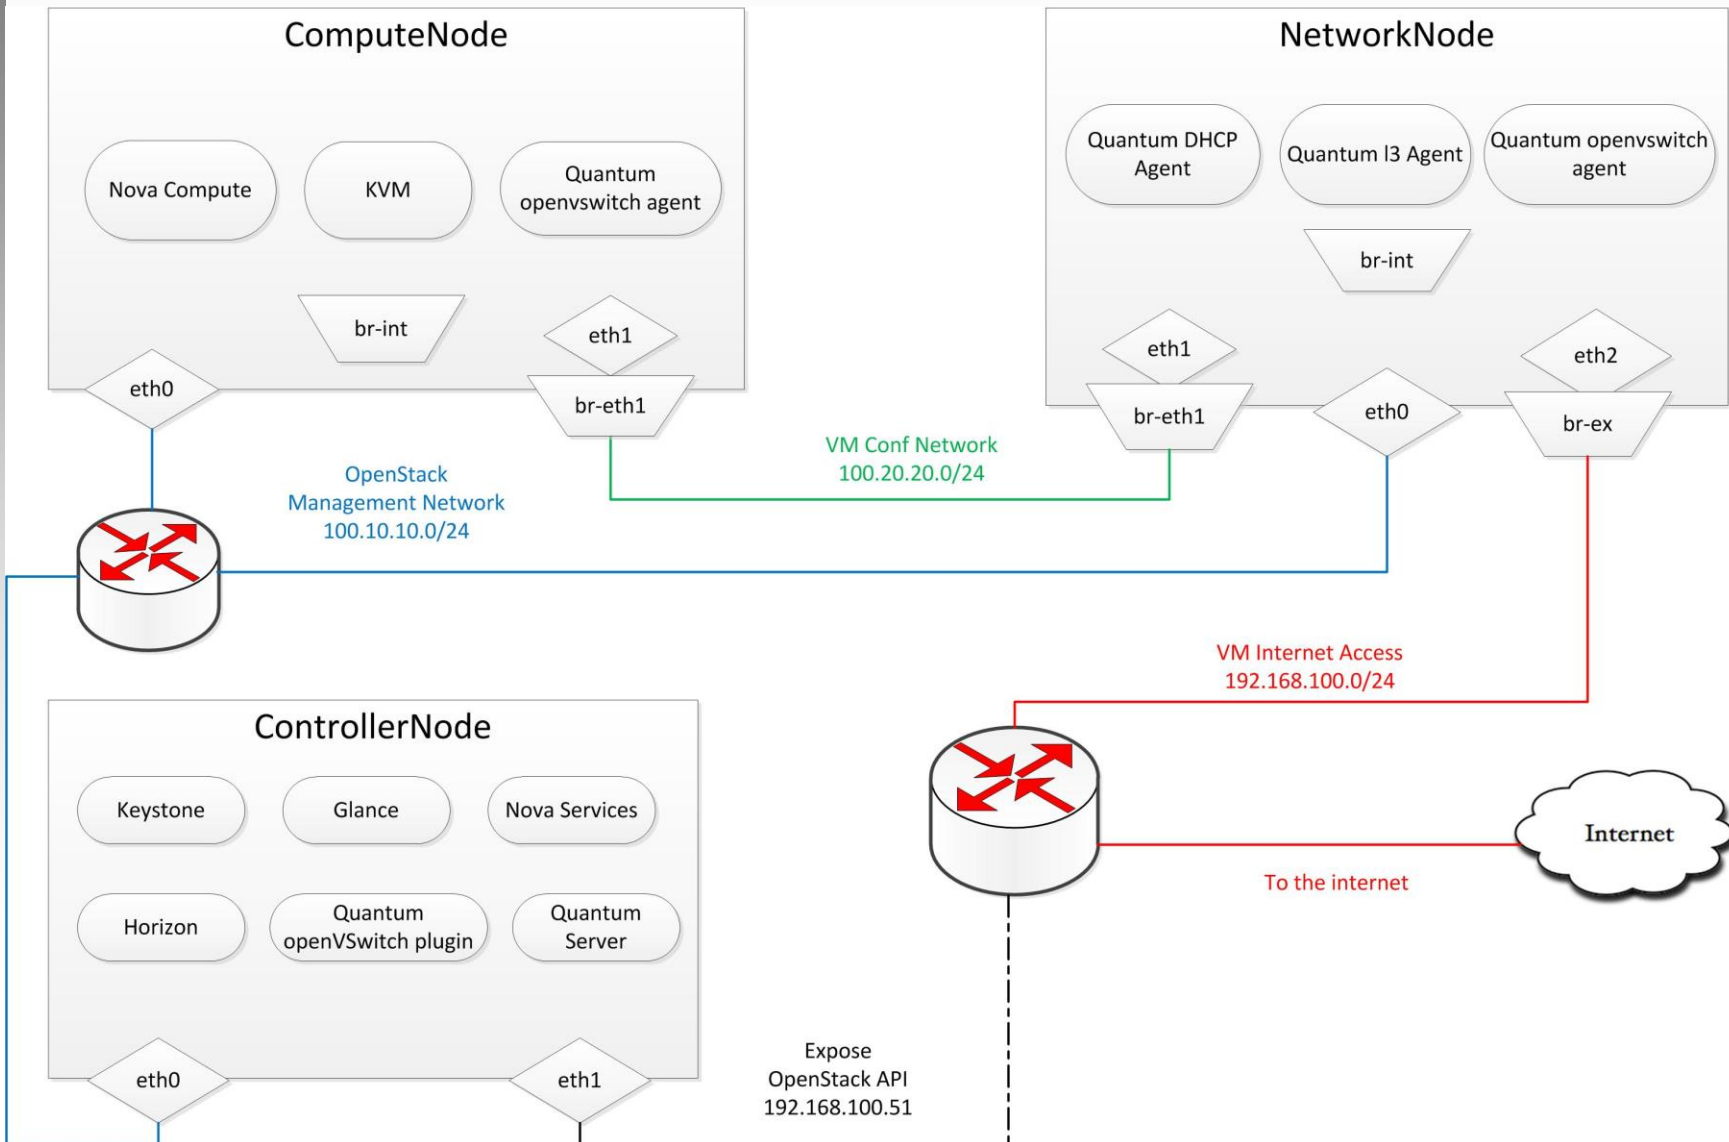 ComputeNode
Nova Compute
KVM
Quantum
openvswitch agent
br-int
eth1
eth0
br-eth1
NetworkNode
Quantum DHCP
Agent
Quantum l3 Agent
Quantum openvswitch
agent
br-int
eth1
eth2
br-eth1
eth0
br-ex
VM Conf Network
100.20.20.0/24
OpenStack
Management Network
100.10.10.0/24
VM Internet Access
192.168.100.0/24
ControllerNode
Keystone
Glance
Nova Services
Horizon
Quantum
openVSwitch plugin
Quantum
Server
eth0
eth1
Internet
To the internet
Expose
OpenStack API
192.168.100.51